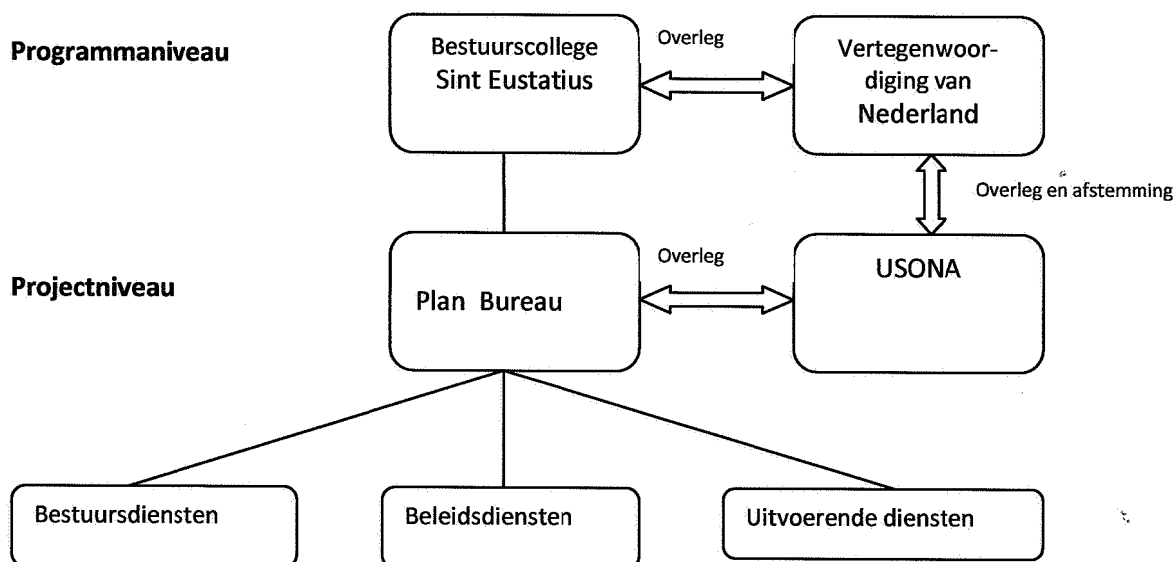 Programmaniveau
Bestuurscollege
Sint Eustatius
Overleg
Vertegenwoor-
diging van
Nederland
Overleg en afstemming
Projectniveau
Plan Bureau
Overleg
USONA
Bestuursdiensten
Beleidsdiensten
Uitvoerende diensten